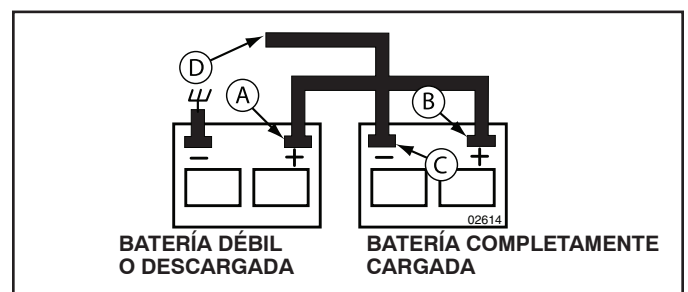 D
A
B
− + − +
C
02614
BATERÍA DÉBIL
O DESCARGADA
BATERÍA COMPLETAMENTE
CARGADA